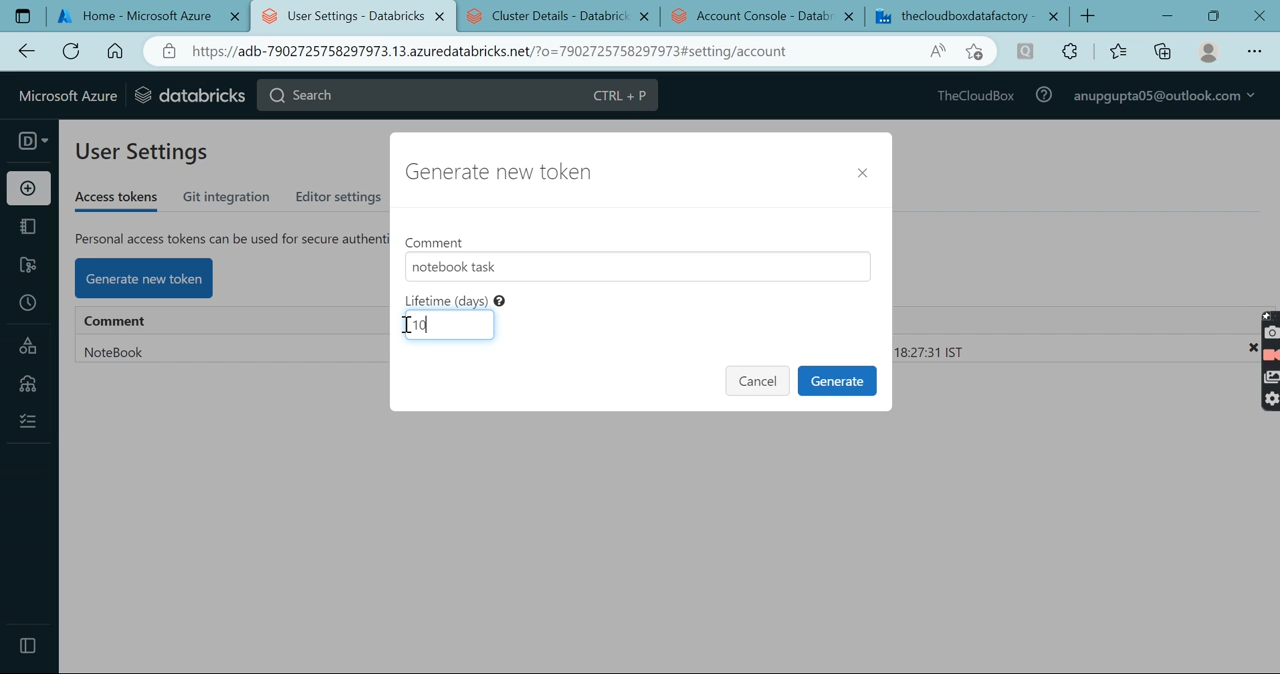 Home - Microsoft Azure
User Settings - Databricks
Cluster Details - Databrick
Account Console - Datab
thecloudboxdatafactory -
https://adb-7902725758297973.13.azuredatabricks.net/?o=7902725758297973#setting/account
Microsoft Azure
databricks
Search
CTRL + P
TheCloudBox
anupgupta05@outlook.com
User Settings
Access tokens
Git integration
Editor settings
Personal access tokens can be used for secure authenti
Generate new token
Comment
NoteBook
18:27:31 IST
Generate new token
Comment
notebook task
Lifetime (days)
10
Cancel
Generate